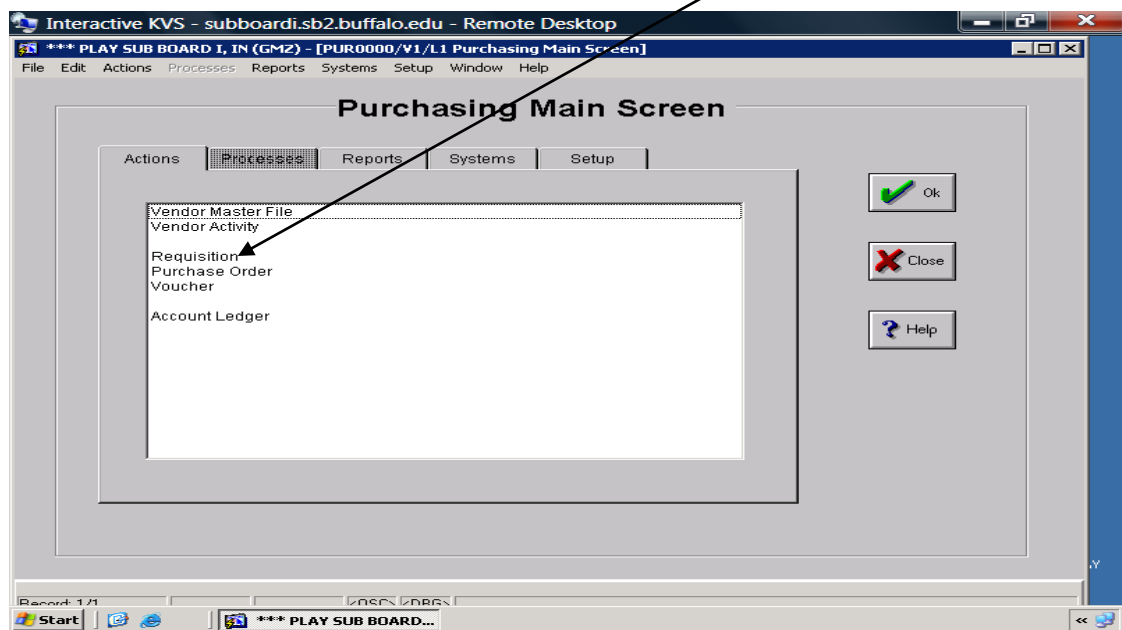 Interactive KVS - subboardi.sb2.buffalo.edu - Remote Desktop
*** PLAY SUB BOARD I, IN (GM2) - [PUR0000/V1/L1 Purchasing Main Screen]
File Edit Actions Processes Reports Systems Setup Window Help
Purchasing Main Screen
Actions Processes Reports Systems Setup
Ok
Vendor Master File
Vendor Activity
Requisition
Close
Purchase Order
Voucher
Account Ledger
Help
Y
Record: 1/1 <OSC> <DBG>
Start *** PLAY SUB BOARD... «